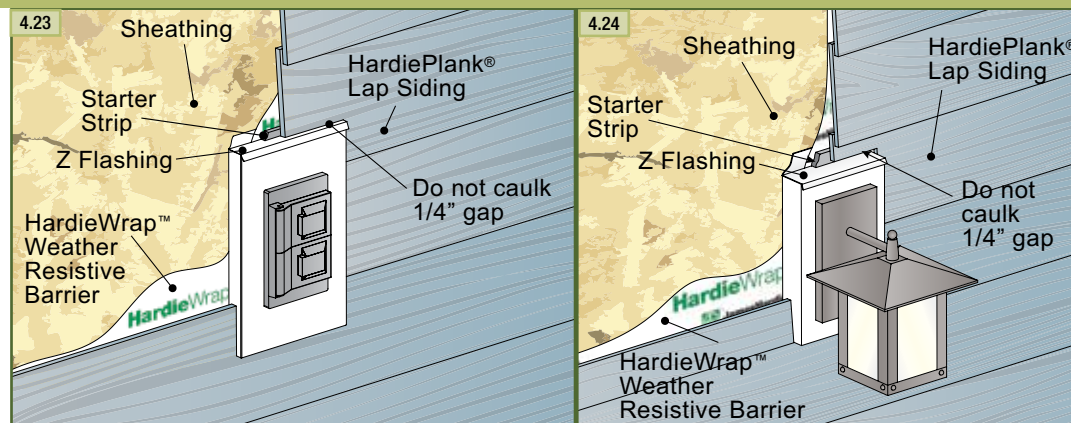 4.23
Sheathing
HardiePlank®
Lap Siding
Starter
Strip
Z Flashing
Do not caulk
1/4” gap
HardieWrap™
Weather
Resistive
Barrier
HardieWrap
4.24
Sheathing
HardiePlank®
Lap Siding
Starter
Strip
Z Flashing
Do not
caulk
1/4” gap
HardieWrap
HardieWrap™
Weather
Resistive Barrier